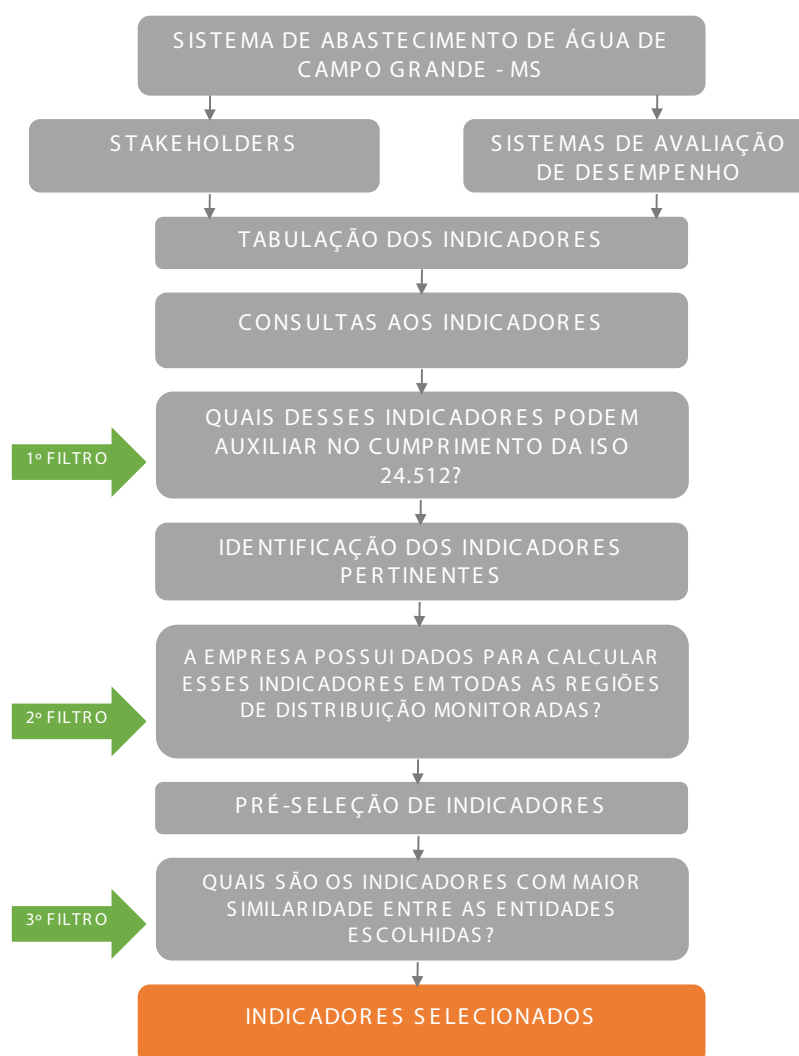 SISTEMA DE ABASTECIMENTO DE ÁGUA DE
CAMPO GRANDE - MS
STAKEHOLDERS
SISTEMAS DE AVALIAÇÃO
DE DESEMPENHO
TABULAÇÃO DOS INDICADORES
CONSULTAS AOS INDICADORES
1º FILTRO
QUAIS DESSES INDICADORES PODEM
AUXILIAR NO CUMPRIMENTO DA ISO
24.512?
IDENTIFICAÇÃO DOS INDICADORES
PERTINENTES
2º FILTRO
A EMPRESA POSSUI DADOS PARA CALCULAR
ESSES INDICADORES EM TODAS AS REGIÕES
DE DISTRIBUIÇÃO MONITORADAS?
PRÉ-SELEÇÃO DE INDICADORES
3º FILTRO
QUAIS SÃO OS INDICADORES COM MAIOR
SIMILARIDADE ENTRE AS ENTIDADES
ESCOLHIDAS?
INDICADORES SELECIONADOS